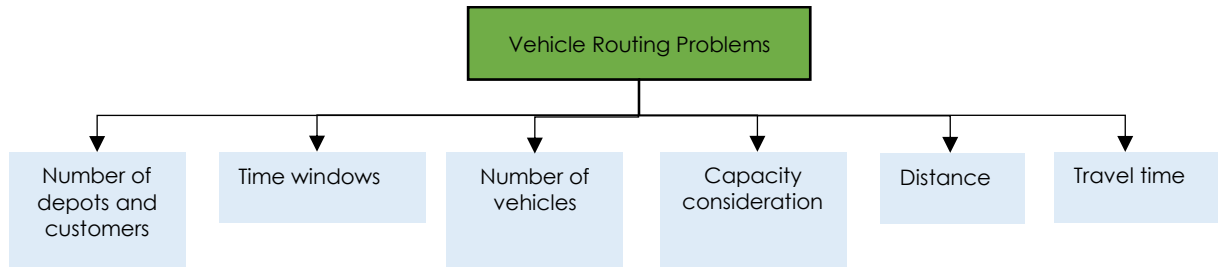 Vehicle Routing Problems
Number of
depots and
customers
Time windows
Number of
vehicles
Capacity
consideration
Distance
Travel time